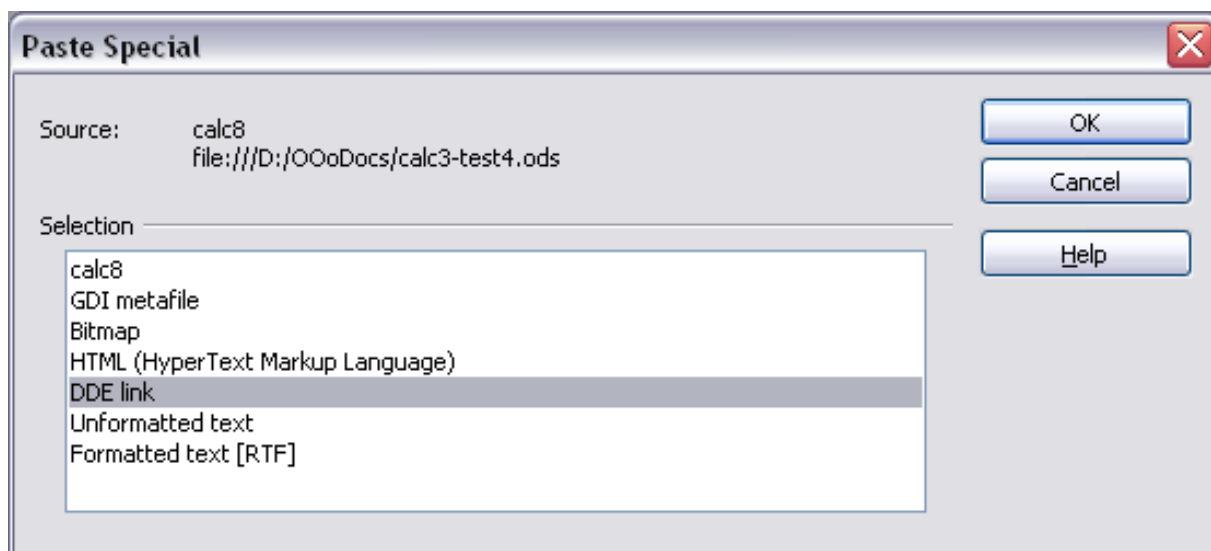 Paste Special
Source: calc8
file:///D:/OOoDocs/calc3-test4.ods
OK
Cancel
Help
Selection
calc8
GDI metafile
Bitmap
HTML (HyperText Markup Language)
DDE link
Unformatted text
Formatted text [RTF]